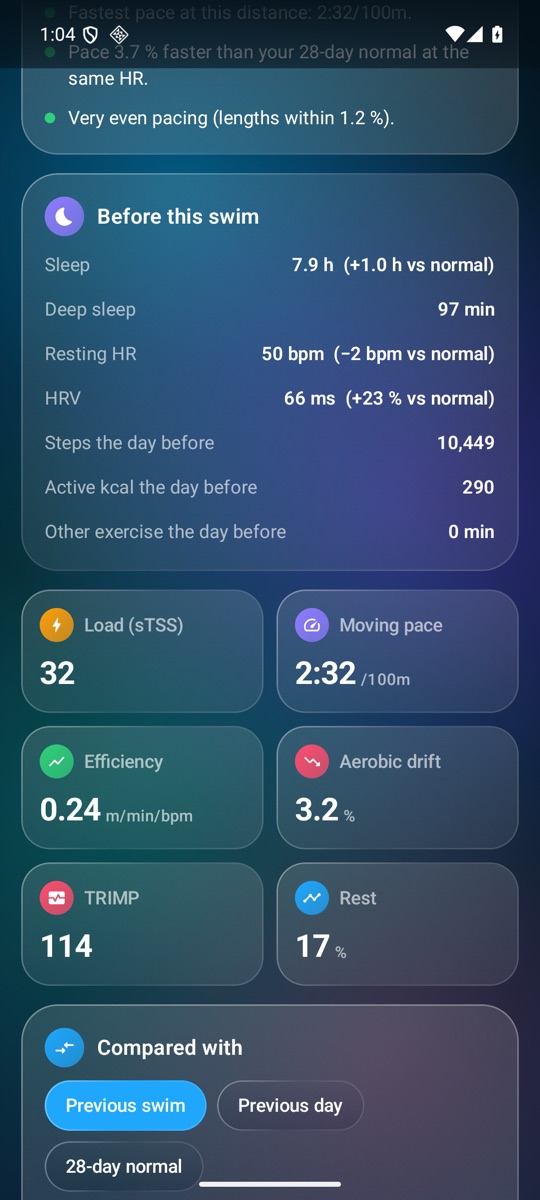 Fastest pace at this distance: 2:32/100m.
1:04
Pace 3.7 % faster than your 28-day normal at the
same HR.
Very even pacing (lengths within 1.2 %).
Before this swim
Sleep 7.9 h (+1.0 h vs normal)
Deep sleep 97 min
Resting HR 50 bpm (−2 bpm vs normal)
HRV 66 ms (+23 % vs normal)
Steps the day before 10,449
Active kcal the day before 290
Other exercise the day before 0 min
Load (sTSS) Moving pace
32 2:32 /100m
Efficiency Aerobic drift
0.24 m/min/bpm 3.2 %
TRIMP Rest
114 17 %
Compared with
Previous swim Previous day
28-day normal